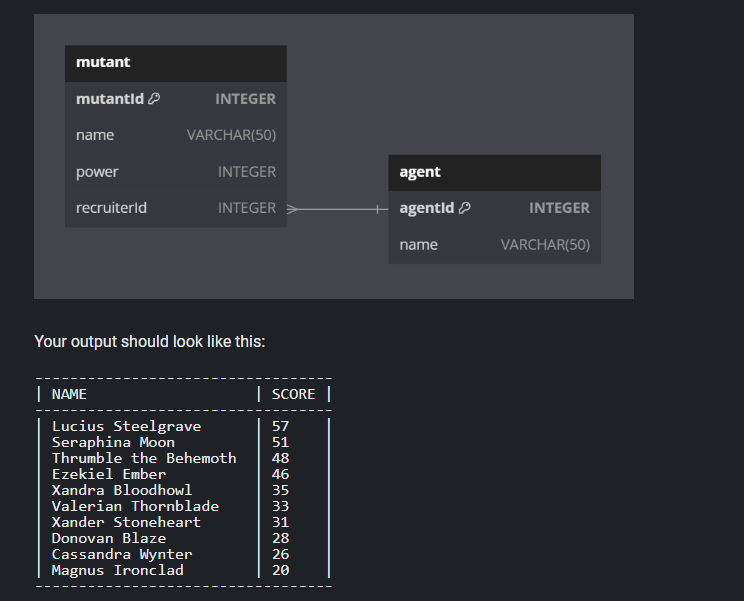 mutant
mutantId INTEGER
name VARCHAR(50)
power INTEGER
recruiterId INTEGER
agent
agentId INTEGER
name VARCHAR(50)
Your output should look like this:
----------------------------------
| NAME | SCORE |
----------------------------------
| Lucius Steelgrave | 57 |
| Seraphina Moon | 51 |
| Thrumble the Behemoth | 48 |
| Ezekiel Ember | 46 |
| Xandra Bloodhowl | 35 |
| Valerian Thornblade | 33 |
| Xander Stoneheart | 31 |
| Donovan Blaze | 28 |
| Cassandra Wynter | 26 |
| Magnus Ironclad | 20 |
----------------------------------